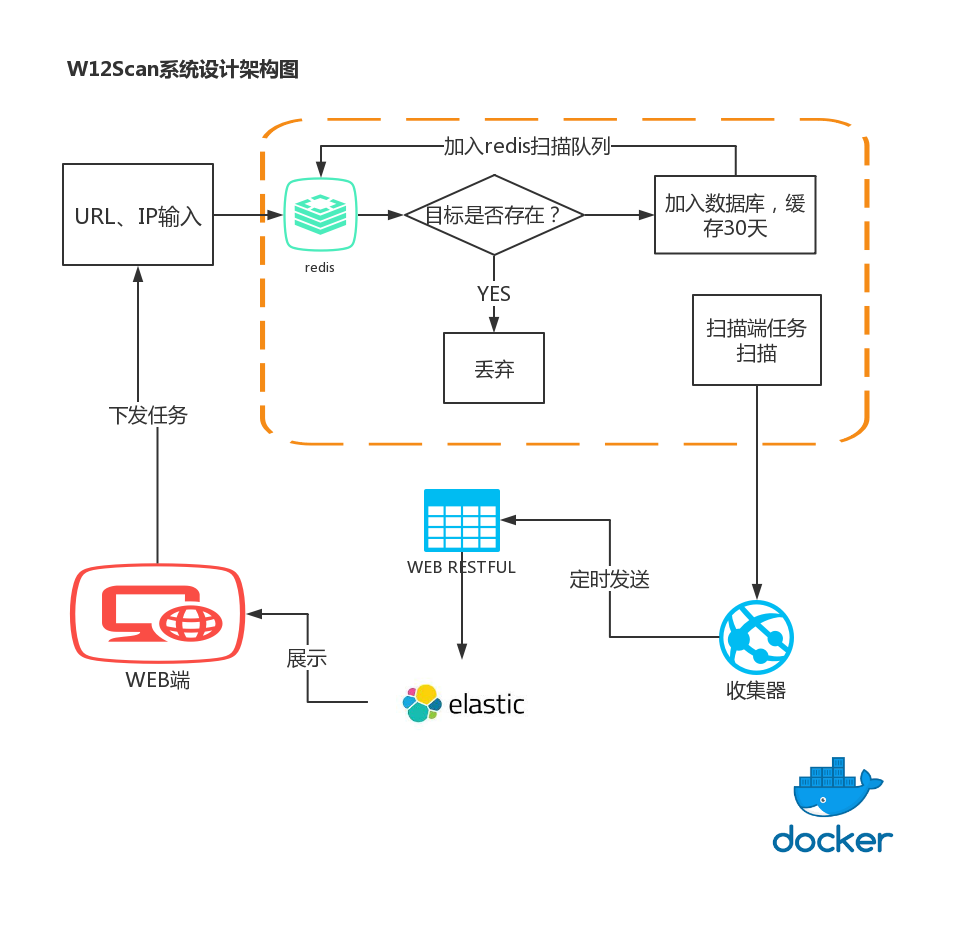 W12Scan系统设计架构图
加入redis扫描队列
URL、IP输入
目标是否存在？
加入数据库，缓
存30天
redis
YES
扫描端任务
扫描
丢弃
下发任务
WEB RESTFUL
定时发送
展示
WEB端
elastic
收集器
docker